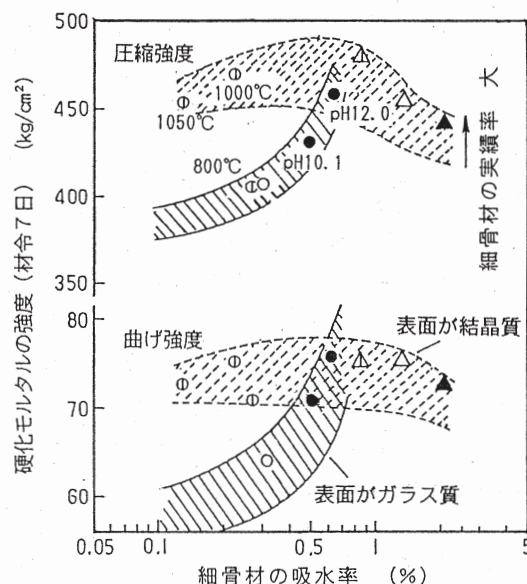 500
450
400
350
80
70
60
0.05
0.1
0.5
1
5
圧縮強度
1000℃
1050℃
800℃
pH12.0
pH10.1
細骨材の実績率 大
曲げ強度
表面が結晶質
表面がガラス質
硬化モルタルの強度(材令7日) (kg/cm²)
細骨材の吸水率 (%)